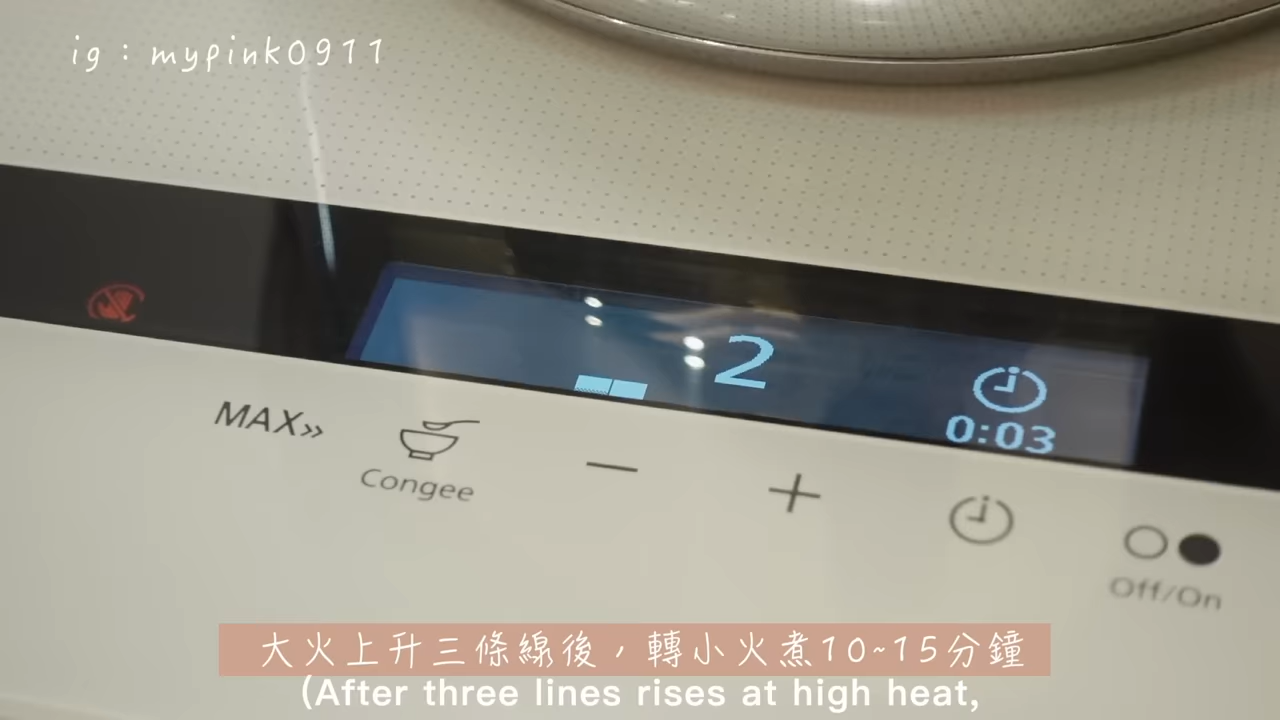 ig : mypink0911
2
0:03
MAX»
Congee
Off/On
大火上升三條線後，轉小火煮10~15分鐘
(After three lines rises at high heat,